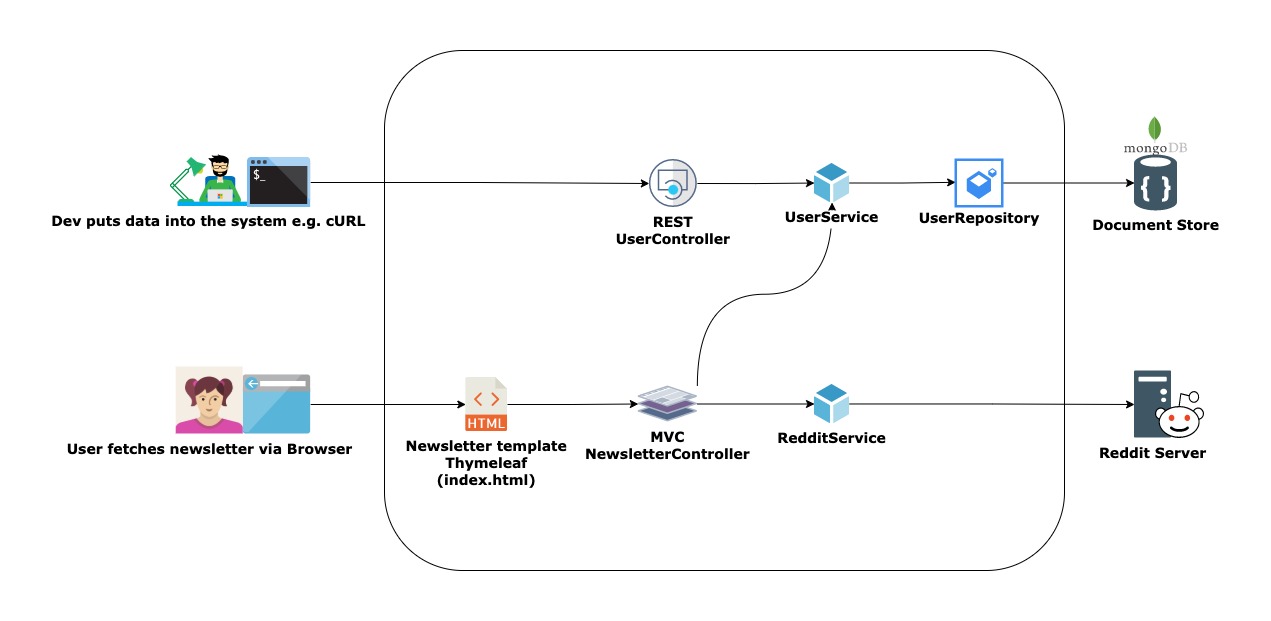 mongoDB
$_
{ }
Dev puts data into the system e.g. cURL
REST
UserController
UserService
UserRepository
Document Store
< >
HTML
User fetches newsletter via Browser
Newsletter template
Thymeleaf
(index.html)
MVC
NewsletterController
RedditService
Reddit Server